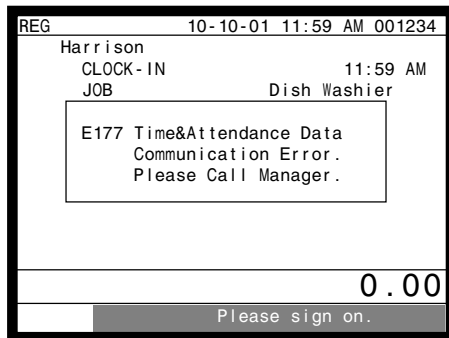 REG 10-10-01 11:59 AM 001234
Harrison
CLOCK-IN 11:59 AM
JOB Dish Washier
E177 Time&Attendance Data
Communication Error.
Please Call Manager.
0.00
Please sign on.